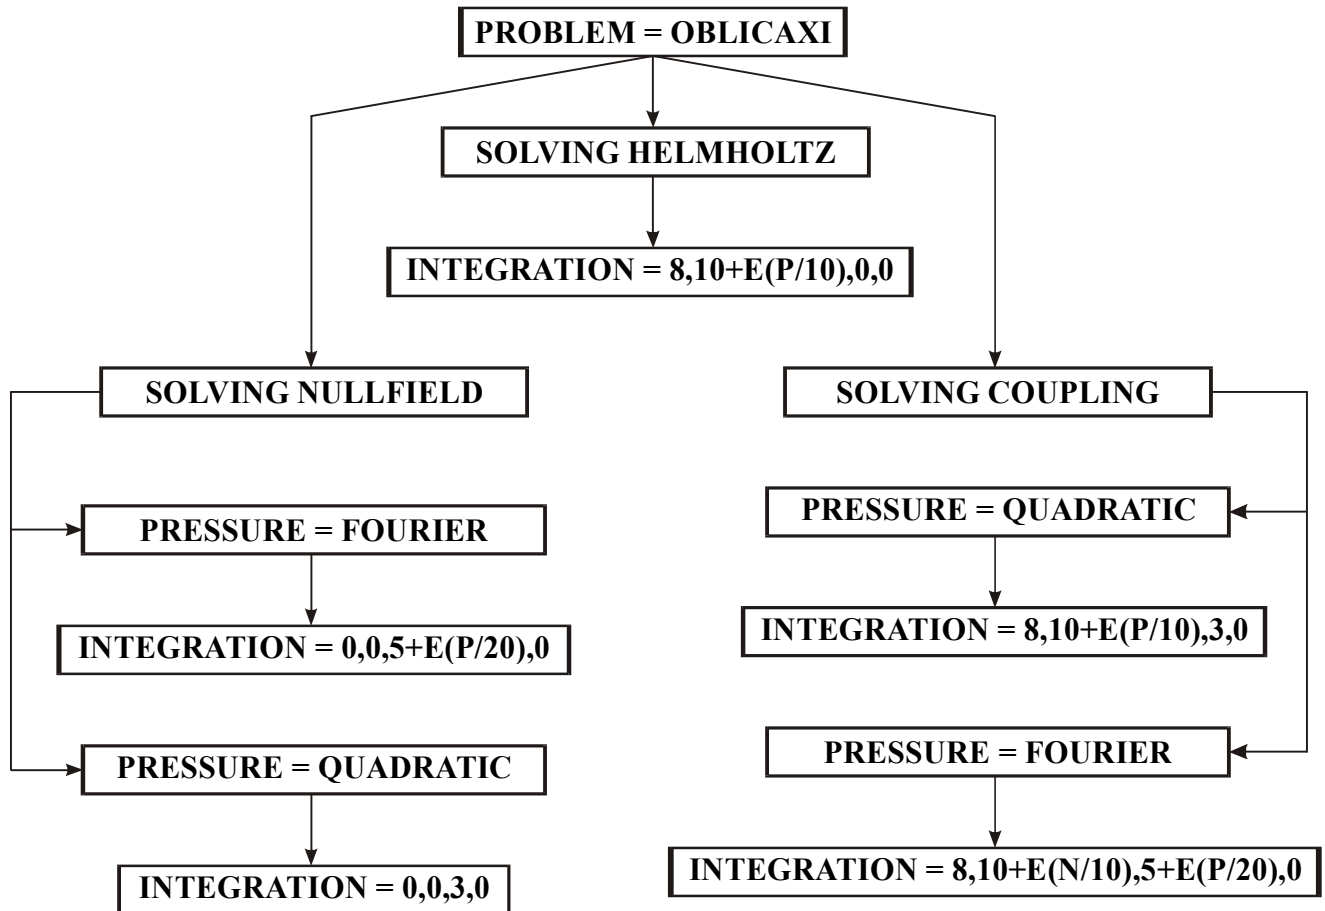 PROBLEM = OBLICAXI
SOLVING HELMHOLTZ
INTEGRATION = 8,10+E(P/10),0,0
SOLVING NULLFIELD
SOLVING COUPLING
PRESSURE = FOURIER
PRESSURE = QUADRATIC
INTEGRATION = 0,0,5+E(P/20),0
INTEGRATION = 8,10+E(P/10),3,0
PRESSURE = QUADRATIC
PRESSURE = FOURIER
INTEGRATION = 0,0,3,0
INTEGRATION = 8,10+E(N/10),5+E(P/20),0